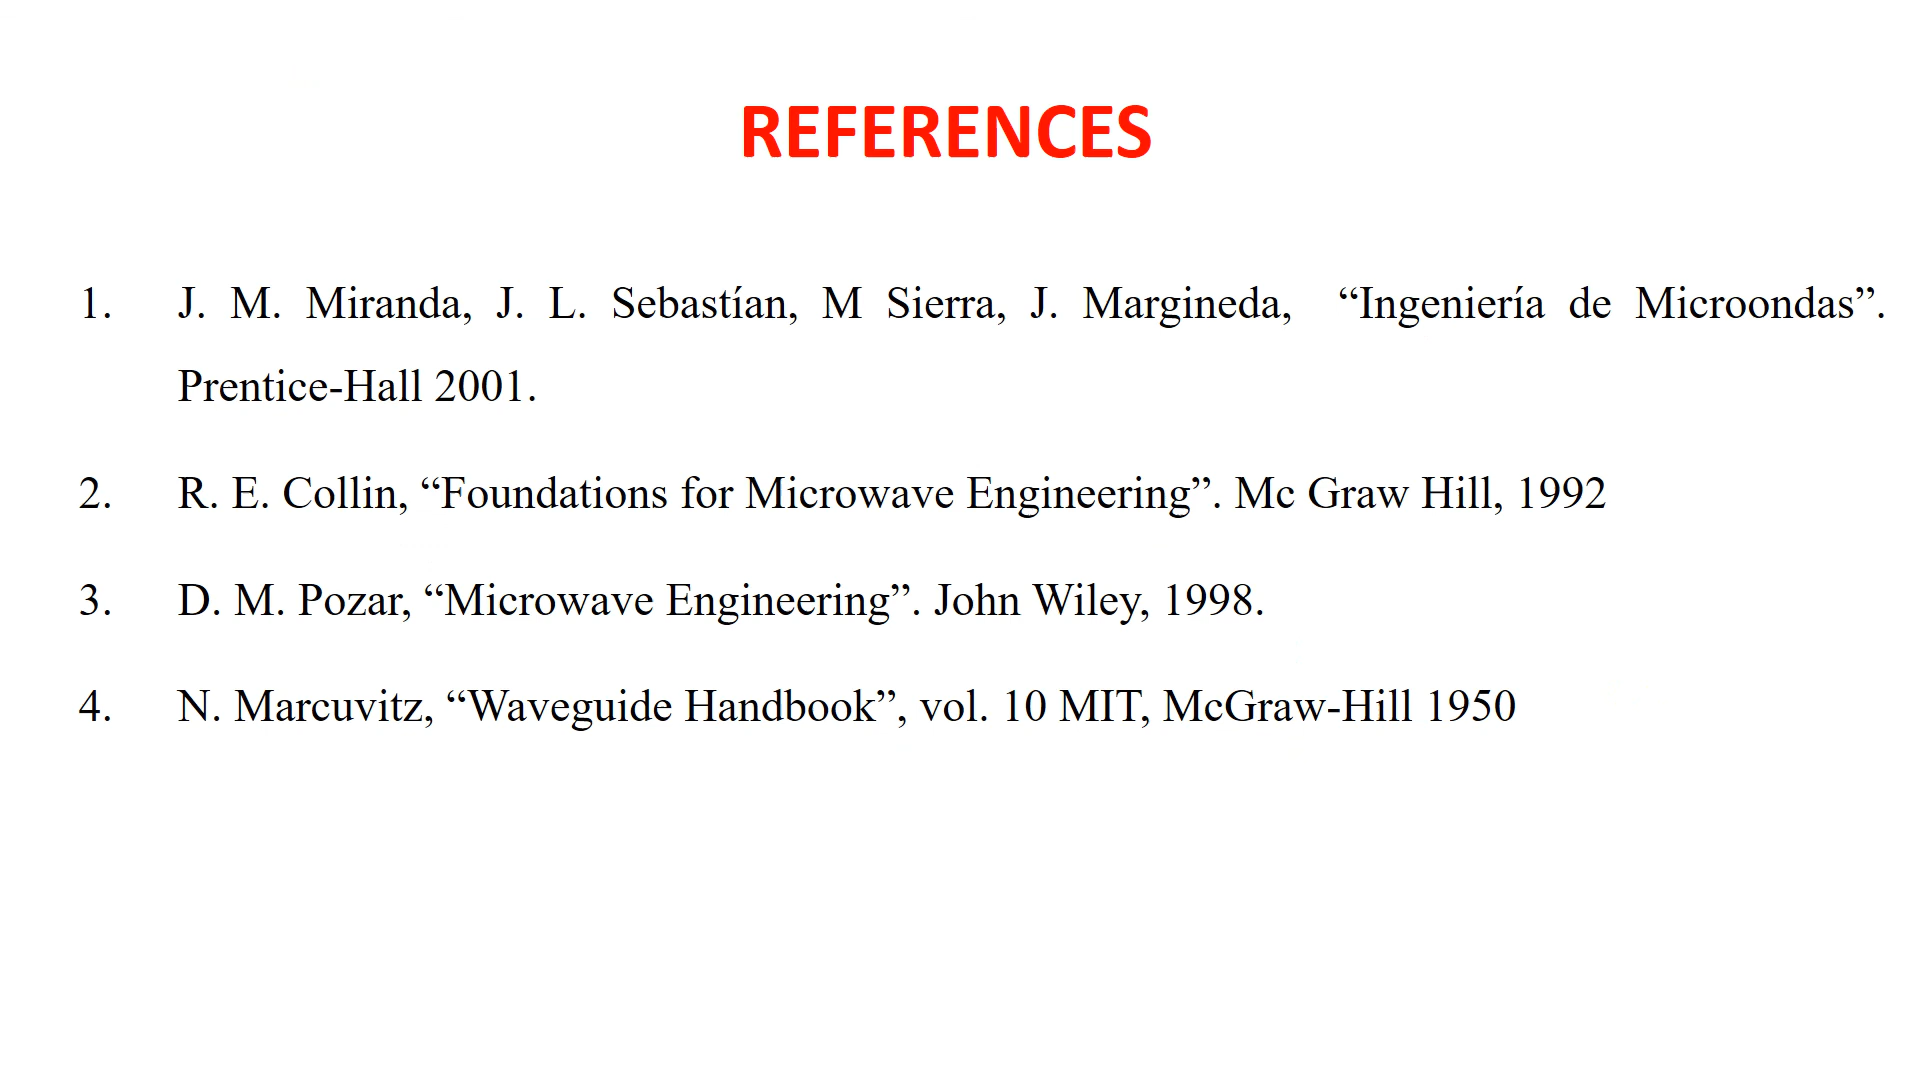 REFERENCES
1. J. M. Miranda, J. L. Sebastían, M Sierra, J. Margineda, “Ingeniería de Microondas”.
Prentice-Hall 2001.
2. R. E. Collin, “Foundations for Microwave Engineering”. Mc Graw Hill, 1992
3. D. M. Pozar, “Microwave Engineering”. John Wiley, 1998.
4. N. Marcuvitz, “Waveguide Handbook”, vol. 10 MIT, McGraw-Hill 1950